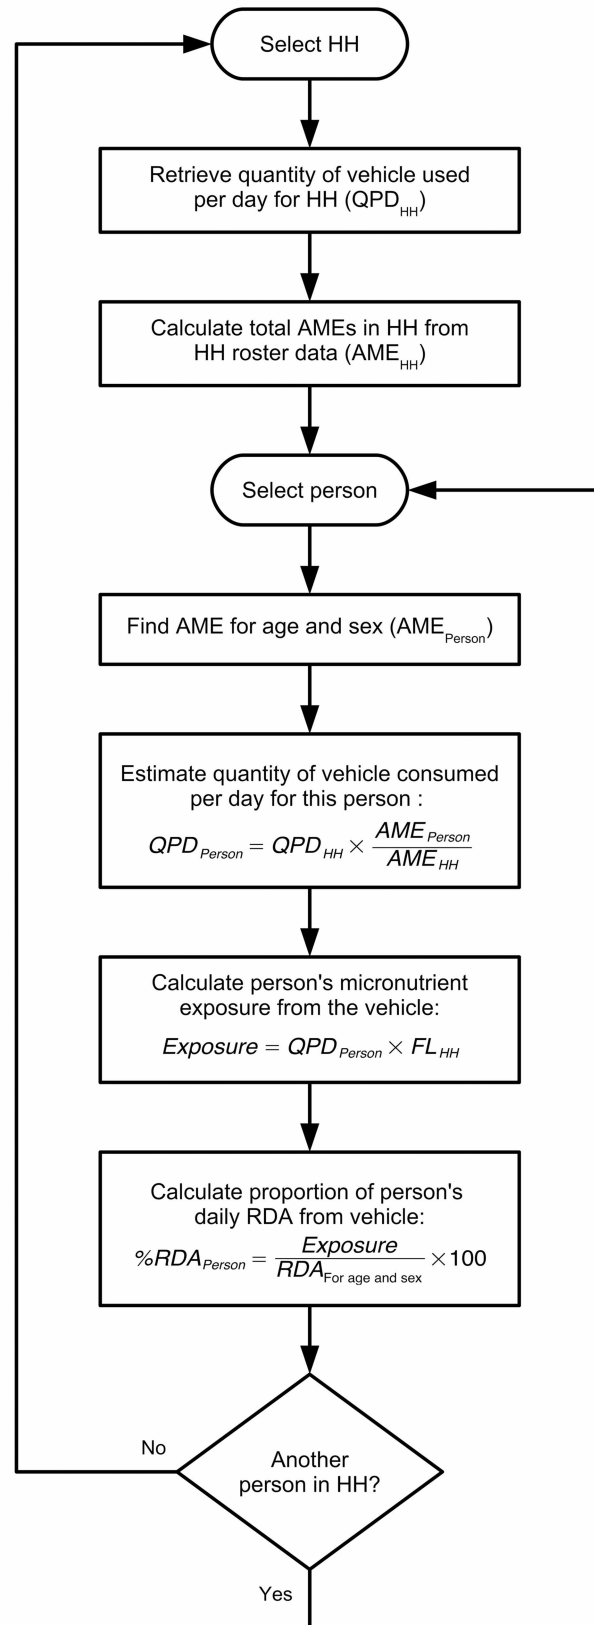 Select HH
Retrieve quantity of vehicle used
per day for HH (QPD_HH)
Calculate total AMEs in HH from
HH roster data (AME_HH)
Select person
Find AME for age and sex (AME_Person)
Estimate quantity of vehicle consumed
per day for this person :
QPD_Person = QPD_HH × AME_Person / AME_HH
Calculate person's micronutrient
exposure from the vehicle:
Exposure = QPD_Person × FL_HH
Calculate proportion of person's
daily RDA from vehicle:
%RDA_Person = Exposure / RDA_For age and sex × 100
No
Another
person in HH?
Yes